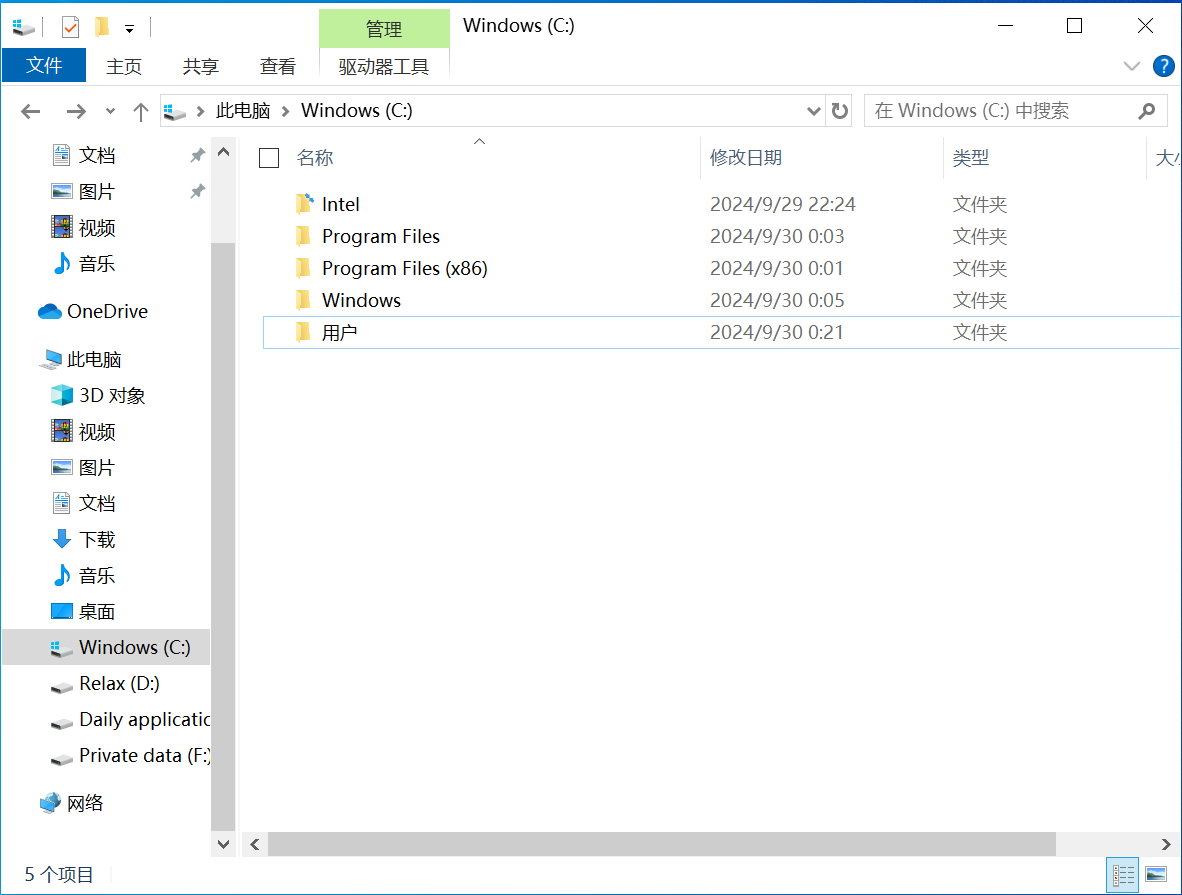 管理 Windows (C:)
文件 主页 共享 查看 驱动器工具 ?
此电脑 Windows (C:) 在 Windows (C:) 中搜索
文档
图片
视频
音乐
OneDrive
此电脑
3D 对象
视频
图片
文档
下载
音乐
桌面
Windows (C:)
Relax (D:)
Daily applicatic
Private data (F:)
网络
名称 修改日期 类型 大小
Intel 2024/9/29 22:24 文件夹
Program Files 2024/9/30 0:03 文件夹
Program Files (x86) 2024/9/30 0:01 文件夹
Windows 2024/9/30 0:05 文件夹
用户 2024/9/30 0:21 文件夹
5 个项目